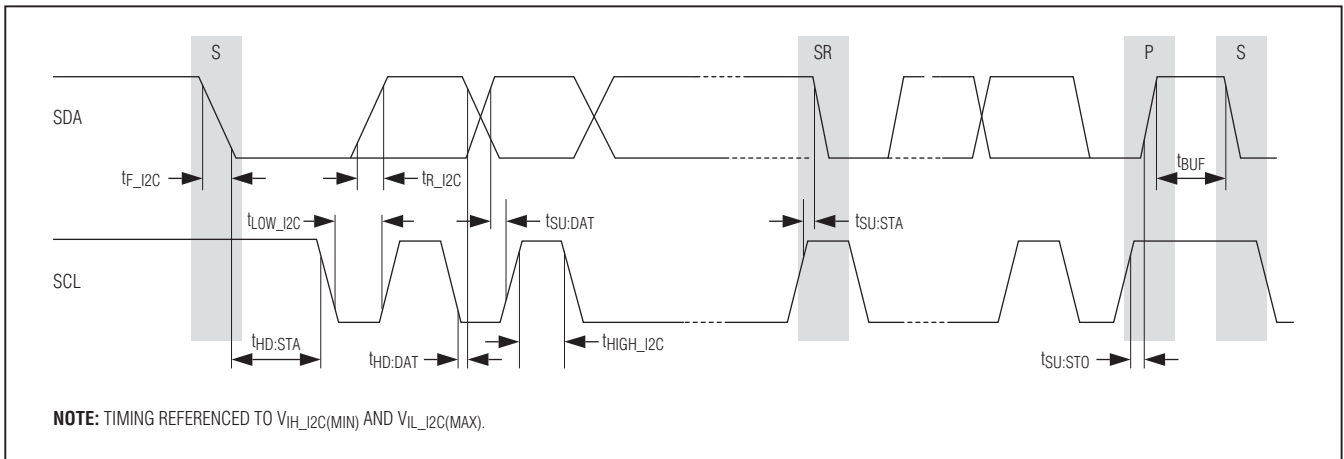 S SR P S
SDA
tBUF
tF_I2C tR_I2C
tLOW_I2C tSU:DAT tSU:STA
SCL
tHD:STA tHD:DAT tHIGH_I2C tSU:STO
NOTE: TIMING REFERENCED TO VIH_I2C(MIN) AND VIL_I2C(MAX).